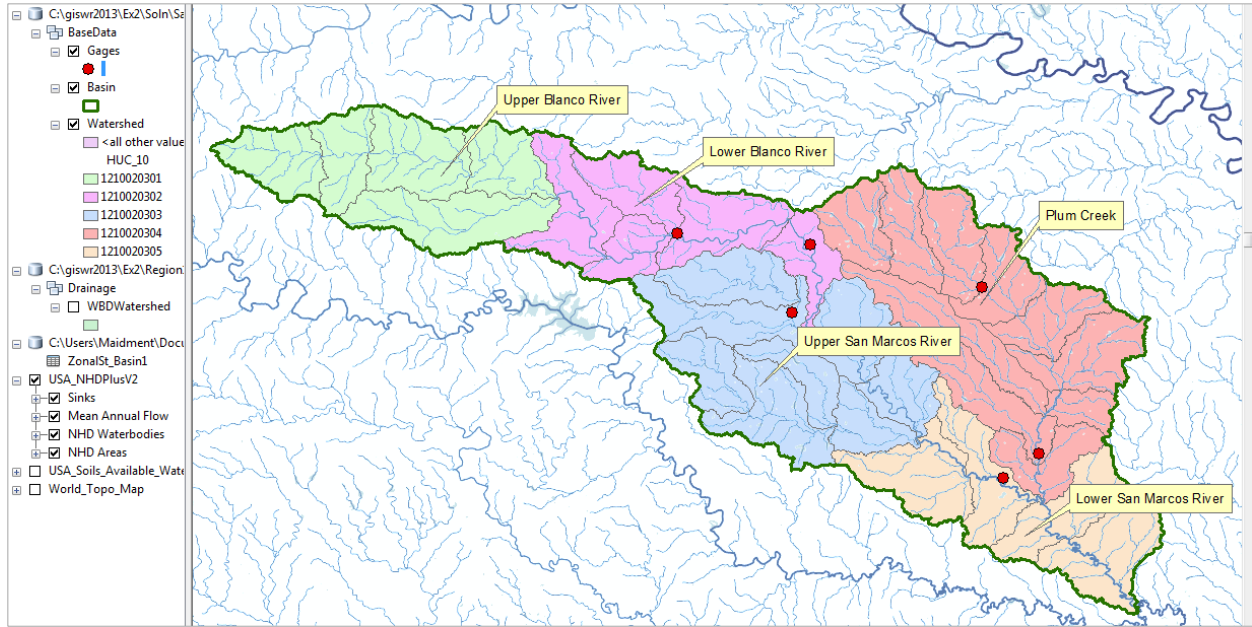 C:\giswr2013\Ex2\Soln\Sa
BaseData
Gages
Basin
Watershed
<all other value
HUC_10
1210020301
1210020302
1210020303
1210020304
1210020305
C:\giswr2013\Ex2\Region
Drainage
WBDWatershed
C:\Users\Maidment\Docu
ZonalSt_Basin1
USA_NHDPlusV2
Sinks
Mean Annual Flow
NHD Waterbodies
NHD Areas
USA_Soils_Available_Wate
World_Topo_Map
Upper Blanco River
Lower Blanco River
Plum Creek
Upper San Marcos River
Lower San Marcos River